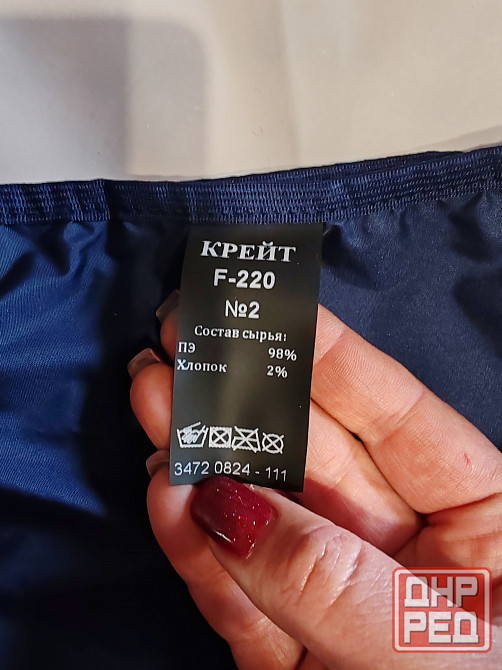 КРЕЙТ
F-220
№2
Состав сырья:
ПЭ 98%
Хлопок 2%
3472 0824 - 111
ДНР
РЕД